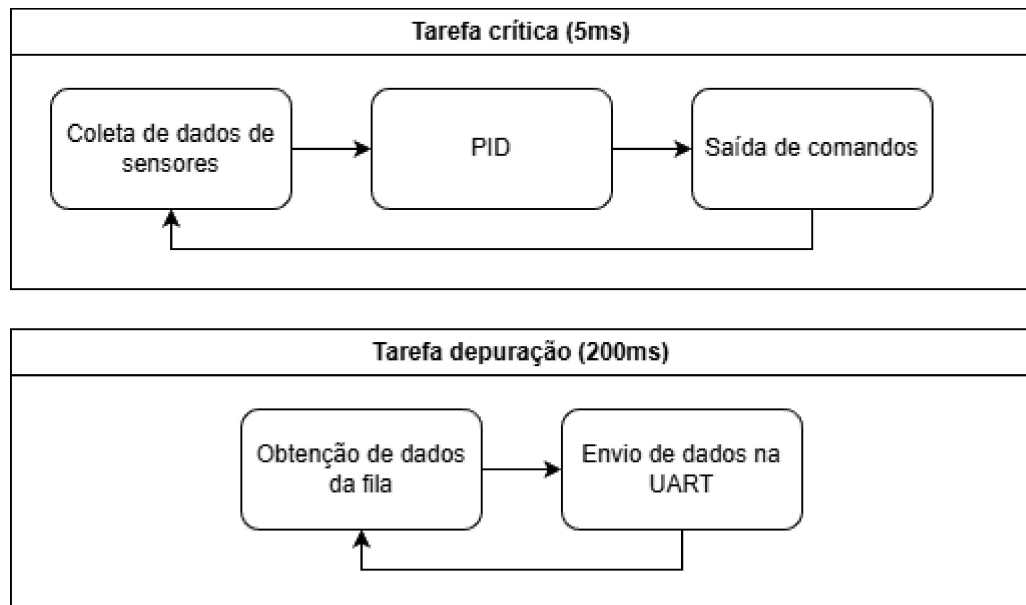 Tarefa crítica (5ms)
Coleta de dados de
sensores
PID
Saída de comandos
Tarefa depuração (200ms)
Obtenção de dados
da fila
Envio de dados na
UART